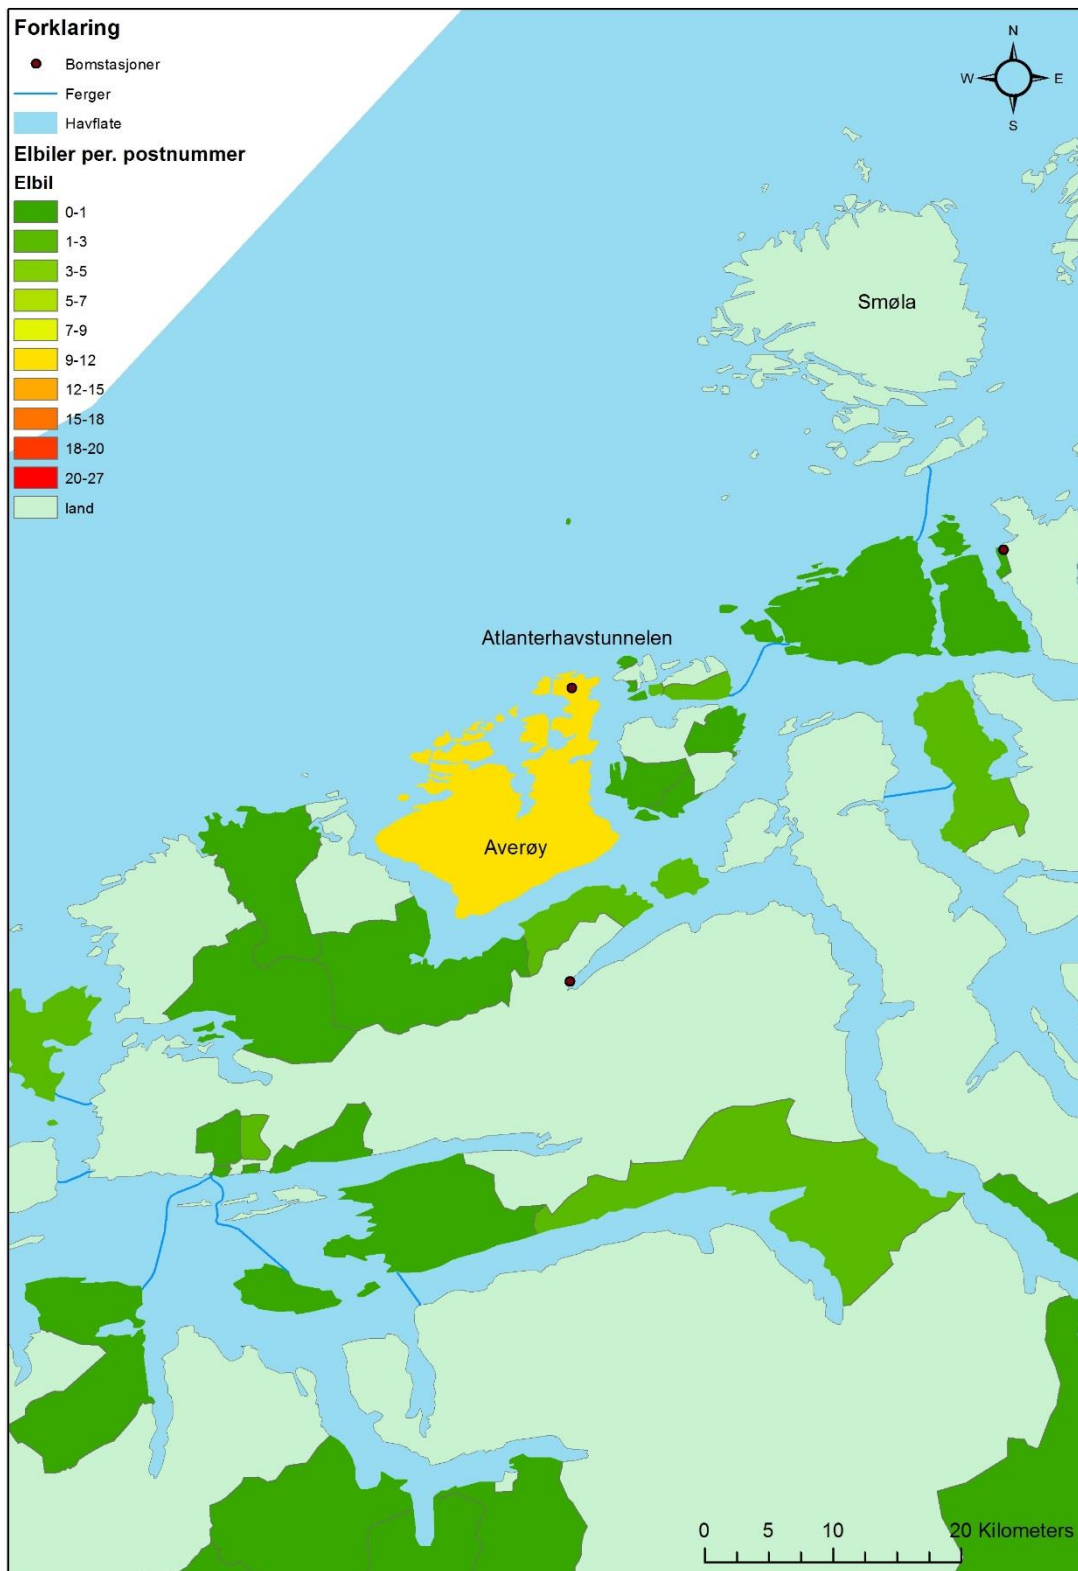 Forklaring
Bomstasjoner
Ferger
Havflate
Elbiler per. postnummer
Elbil
0-1
1-3
3-5
5-7
7-9
9-12
12-15
15-18
18-20
20-27
land
N
W E
S
Smøla
Atlanterhavstunnelen
Averøy
0 5 10 20 Kilometers